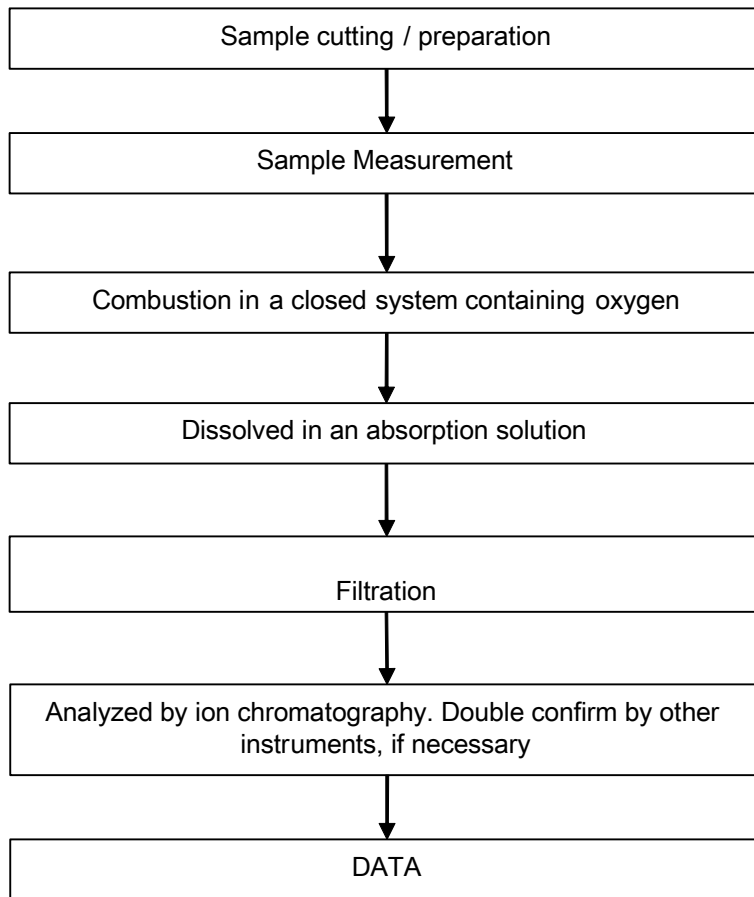 Sample cutting / preparation
Sample Measurement
Combustion in a closed system containing oxygen
Dissolved in an absorption solution
Filtration
Analyzed by ion chromatography. Double confirm by other
instruments, if necessary
DATA